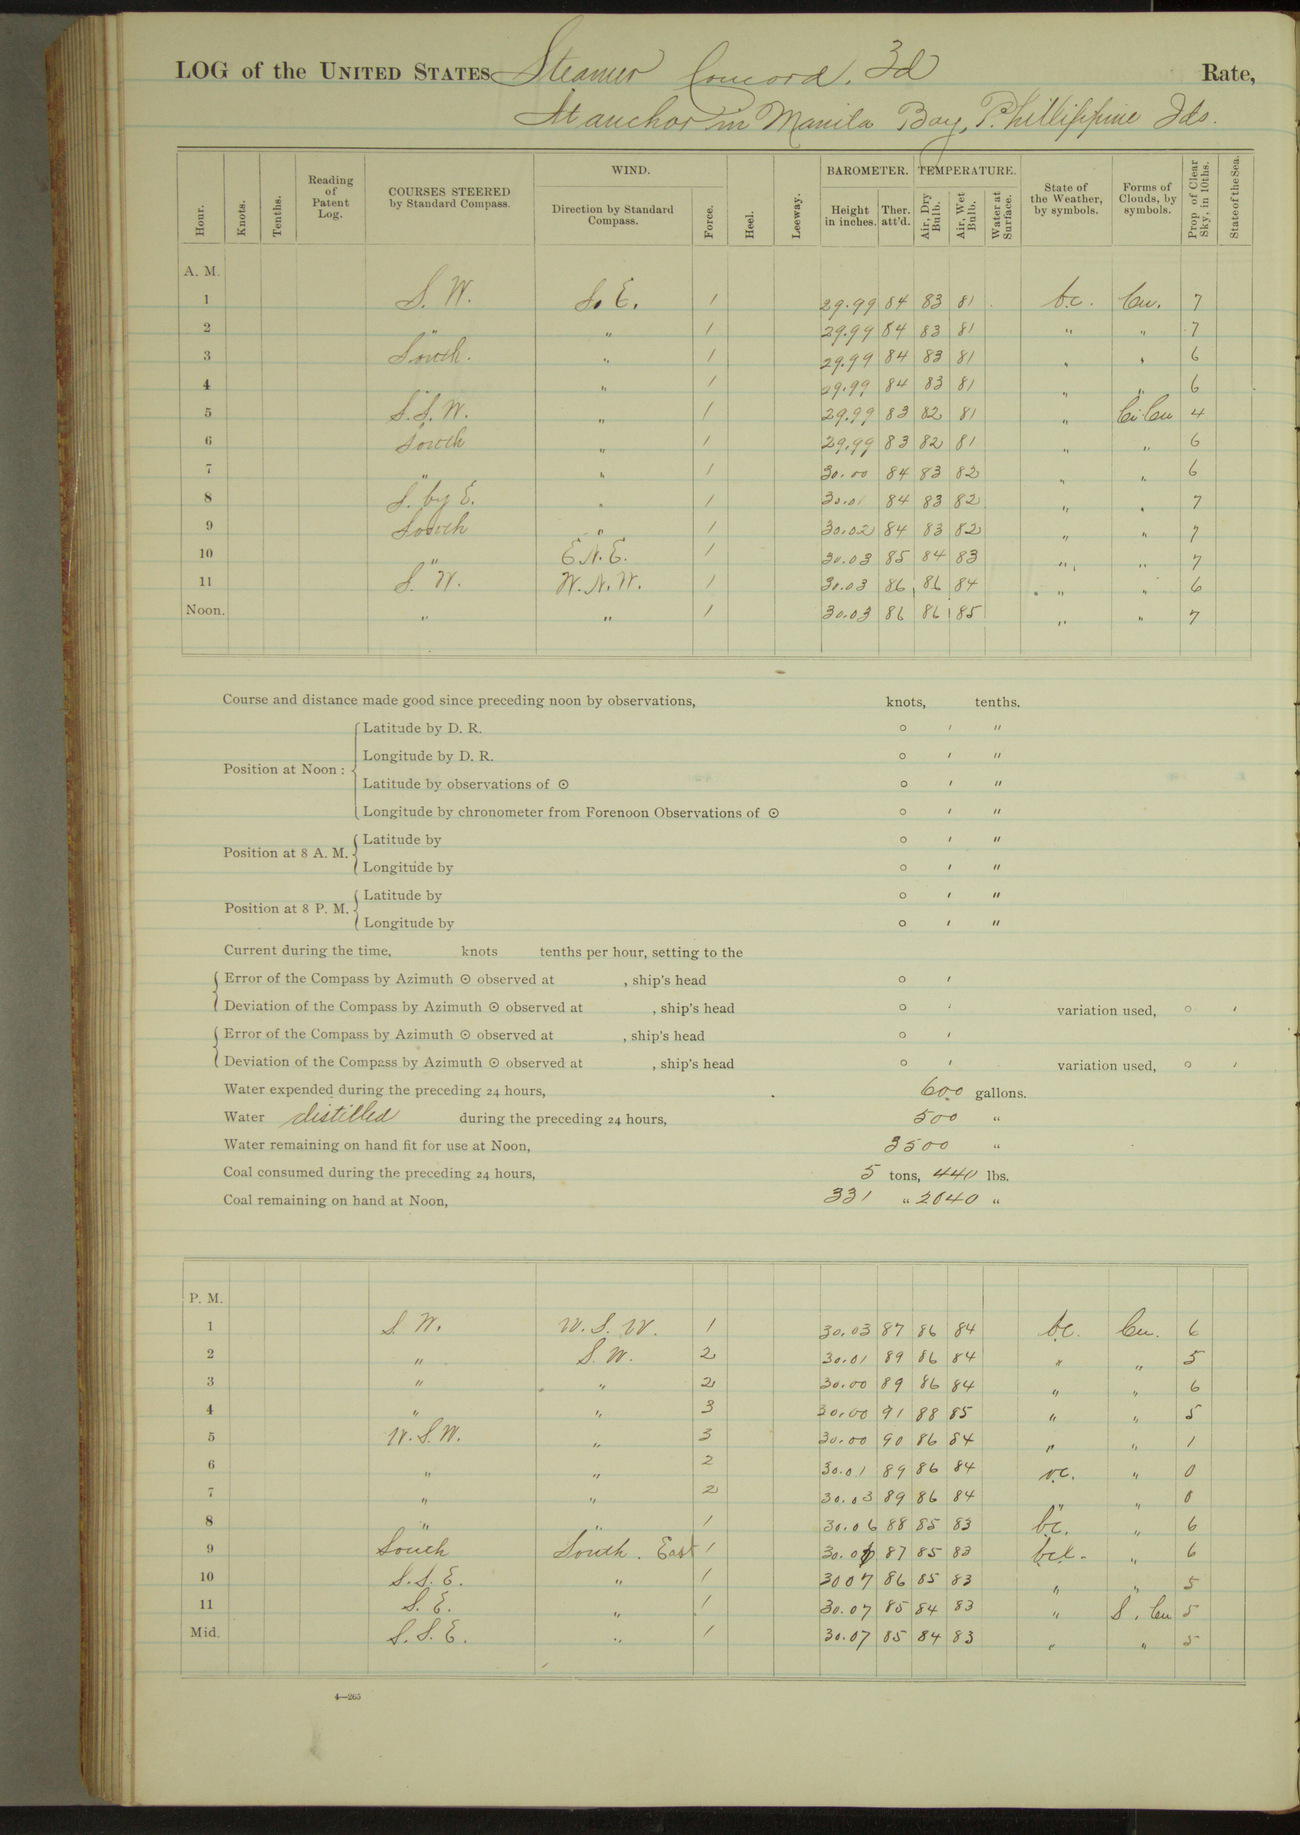 LOG of the UNITED STATES Steamer Concord, 3d Rate,
At anchor in Manila Bay, Phillippine Ids.
Hour. Knots. Tenths. Reading of Patent Log. COURSES STEERED by Standard Compass. WIND. Direction by Standard Compass. Force. Heel. Leeway. BAROMETER. Height in inches. Ther. att'd. TEMPERATURE. Air, Dry Bulb. Air, Wet Bulb. Water at Surface. State of the Weather, by symbols. Forms of Clouds, by symbols. Prop. of Clear Sky, in 10ths. State of the Sea.
A. M.
1 S. W. S. E. 1 29.99 84 83 81 b.c. Cu. 7
2 " " 1 29.99 84 83 81 " " 7
3 South. " 1 29.99 84 83 81 " " 6
4 " " 1 29.99 84 83 81 " " 6
5 S. S. W. " 1 29.99 83 82 81 " Ci Cu 4
6 South " 1 29.99 83 82 81 " " 6
7 " " 1 30.00 84 83 82 " " 6
8 S. by E. " 1 30.01 84 83 82 " " 7
9 South " 1 30.02 84 83 82 " " 7
10 " E. N. E. 1 30.03 85 84 83 " " 7
11 S. W. W. N. W. 1 30.03 86 86 84 " " 6
Noon. " " 1 30.03 86 86 85 " " 7
Course and distance made good since preceding noon by observations, knots, tenths.
Position at Noon :
Latitude by D. R. ° ′ ″
Longitude by D. R. ° ′ ″
Latitude by observations of ☉ ° ′ ″
Longitude by chronometer from Forenoon Observations of ☉ ° ′ ″
Position at 8 A. M.
Latitude by ° ′ ″
Longitude by ° ′ ″
Position at 8 P. M.
Latitude by ° ′ ″
Longitude by ° ′ ″
Current during the time, knots tenths per hour, setting to the
Error of the Compass by Azimuth ☉ observed at , ship's head ° ′
Deviation of the Compass by Azimuth ☉ observed at , ship's head ° ′ variation used, ° ′
Error of the Compass by Azimuth ☉ observed at , ship's head ° ′
Deviation of the Compass by Azimuth ☉ observed at , ship's head ° ′ variation used, ° ′
Water expended during the preceding 24 hours, 600 gallons.
Water distilled during the preceding 24 hours, 500 "
Water remaining on hand fit for use at Noon, 3500 "
Coal consumed during the preceding 24 hours, 5 tons, 440 lbs.
Coal remaining on hand at Noon, 331 " 2040 "
P. M.
1 S. W. W. S. W. 1 30.03 87 86 84 b.c. Cu. 6
2 " S. W. 2 30.01 89 86 84 " " 5
3 " " 2 30.00 89 86 84 " " 6
4 " " 3 30.00 91 88 85 " " 5
5 W. S. W. " 3 30.00 90 86 84 " " 1
6 " " 2 30.01 89 86 84 o.c. " 0
7 " " 2 30.03 89 86 84 " " 0
8 " " 1 30.06 88 85 83 b.c. " 6
9 South South. East 1 87 85 83 b.c.l. " 6
10 S. S. E. " 1 30 07 86 85 83 " " 5
11 S. E. " 1 30.07 85 84 83 " S. Cu 5
Mid. S. S. E. " 1 30.07 85 84 83 " " 5
4—265